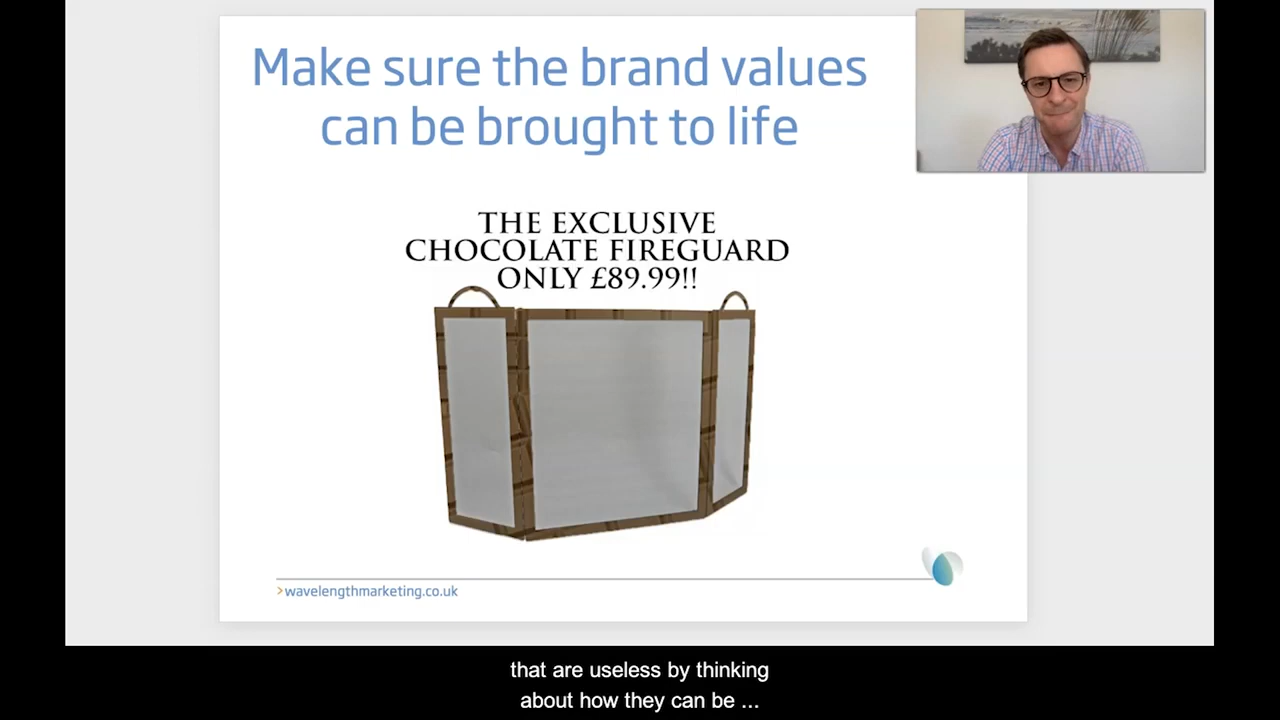 Make sure the brand values
can be brought to life
THE EXCLUSIVE
CHOCOLATE FIREGUARD
ONLY £89.99!!
>wavelengthmarketing.co.uk
that are useless by thinking
about how they can be ...